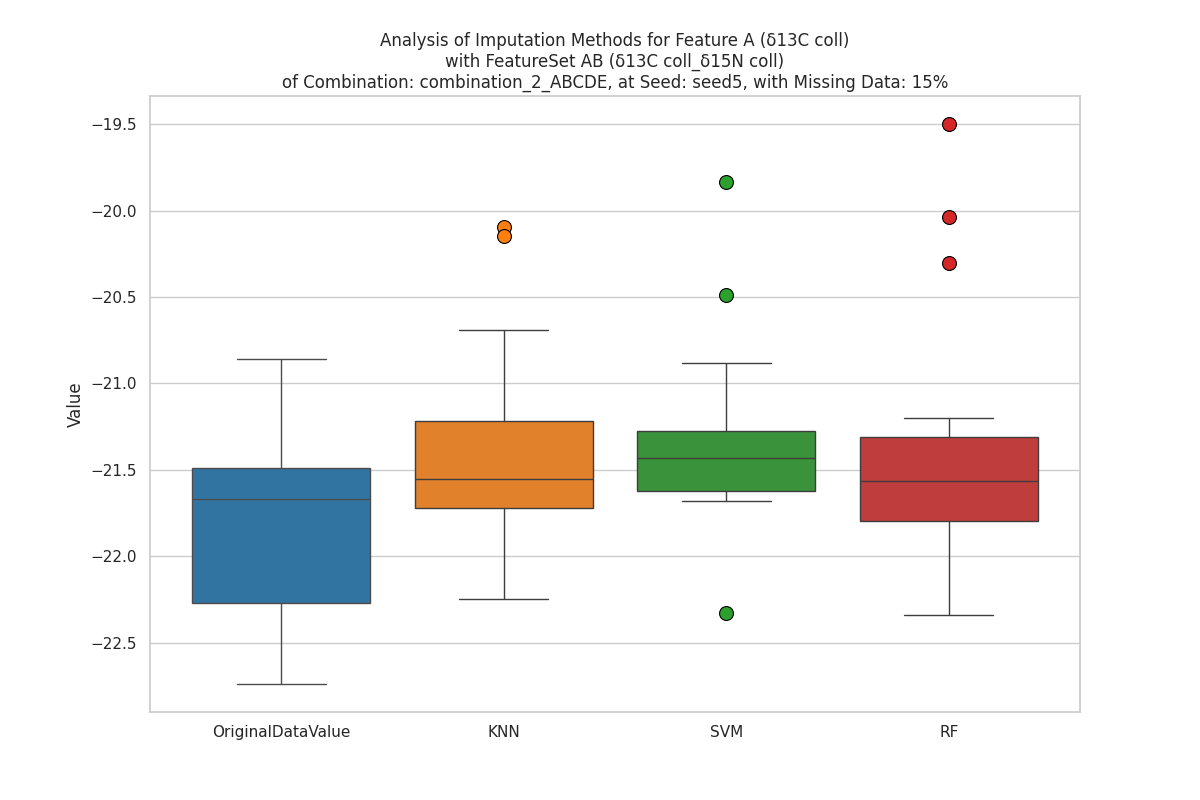 Analysis of Imputation Methods for Feature A (δ13C coll)
with FeatureSet AB (δ13C coll_δ15N coll)
of Combination: combination_2_ABCDE, at Seed: seed5, with Missing Data: 15%
Value
−19.5
−20.0
−20.5
−21.0
−21.5
−22.0
−22.5
OriginalDataValue
KNN
SVM
RF